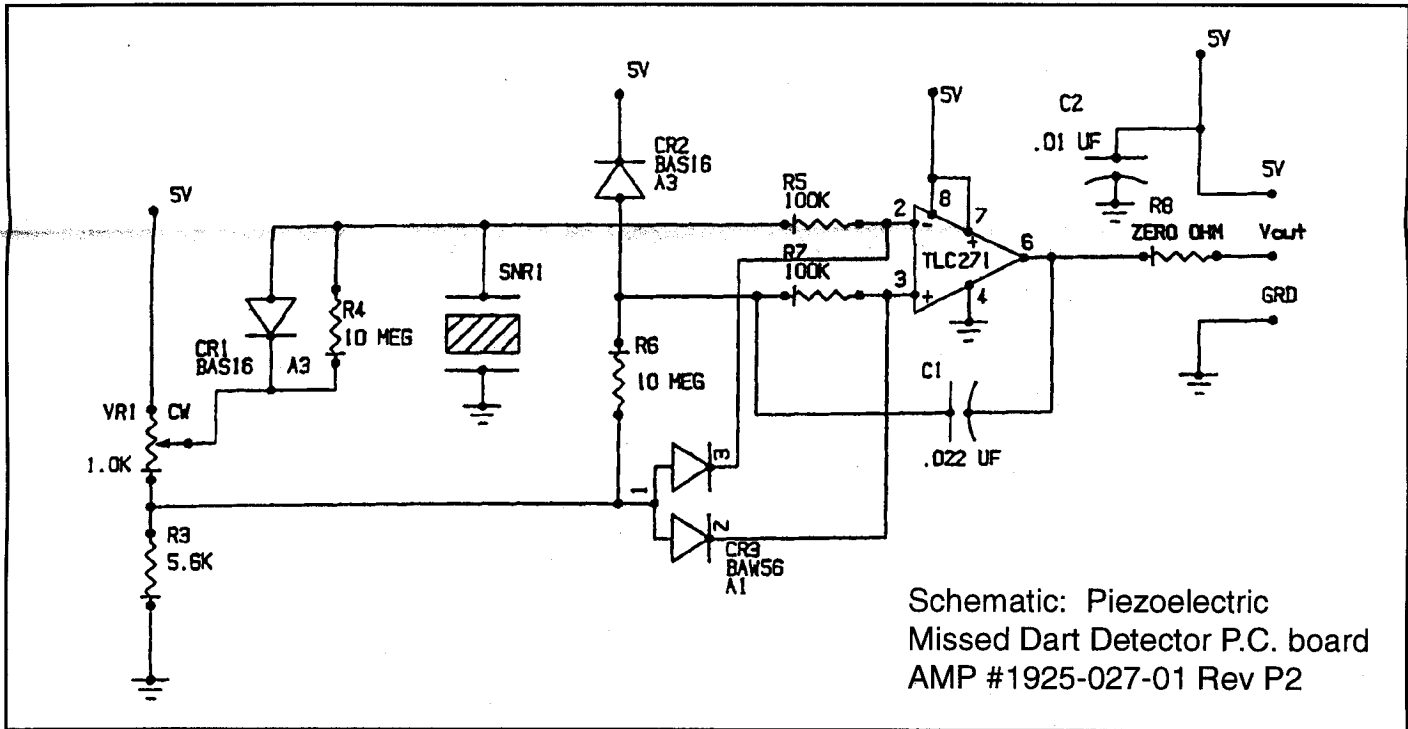 5V
5V
5V
5V
C2
.01 UF
5V
CR2
BAS16
A3
R5
100K
2
-
8
7
+
6
R8
ZERO OHM
Vout
R7
100K
TLC271
3
+
4
GRD
SNR1
R4
10 MEG
CR1
BAS16
A3
R6
10 MEG
C1
.022 UF
VR1
CW
1.0K
1
3
2
CR3
BAW56
A1
R3
5.6K
Schematic: Piezoelectric
Missed Dart Detector P.C. board
AMP #1925-027-01 Rev P2